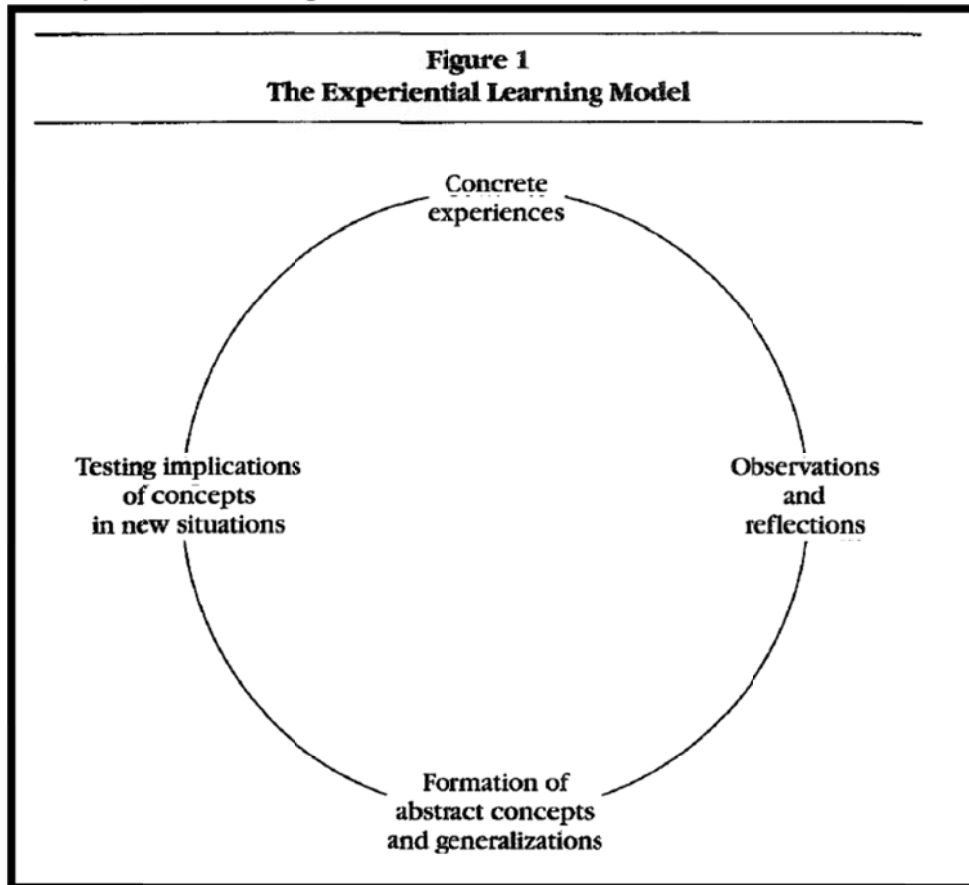 Figure 1
The Experiential Learning Model
Concrete
experiences
Testing implications
of concepts
in new situations
Observations
and
reflections
Formation of
abstract concepts
and generalizations